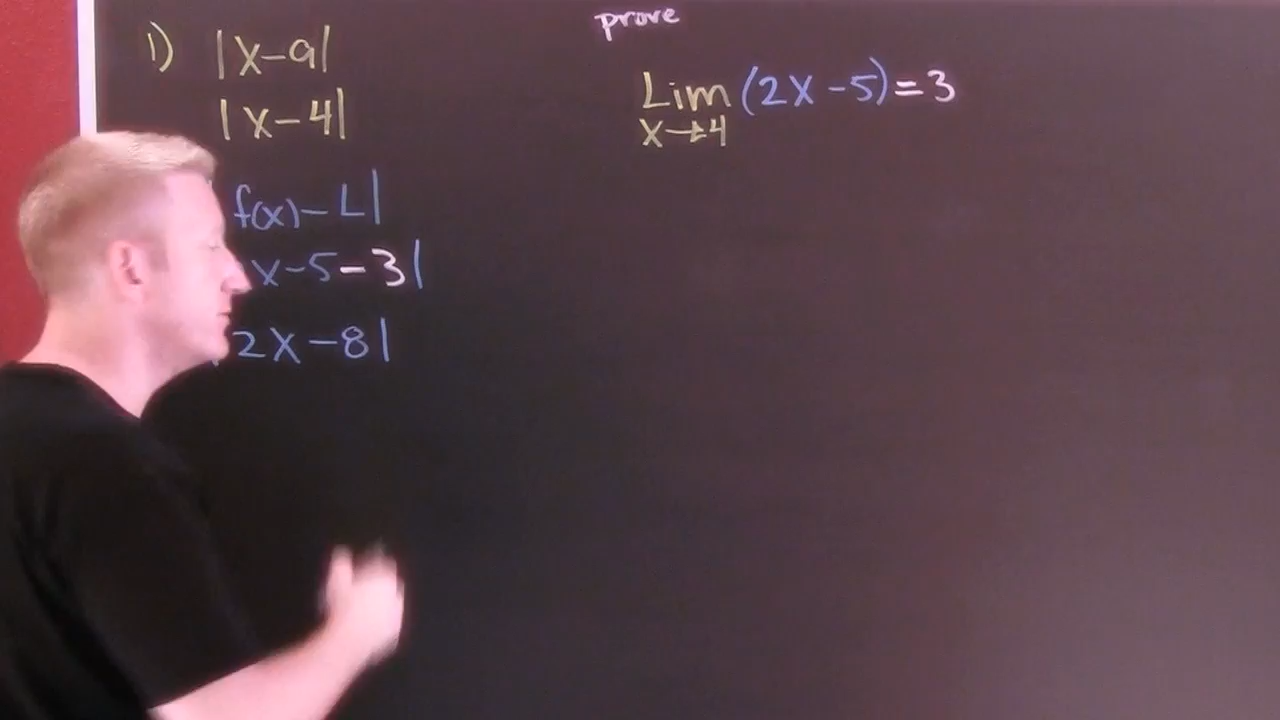 prove
1) |x-a|
|x-4|
Lim (2x-5) = 3
x→4
f(x)-L|
x-5-3|
|2x-8|